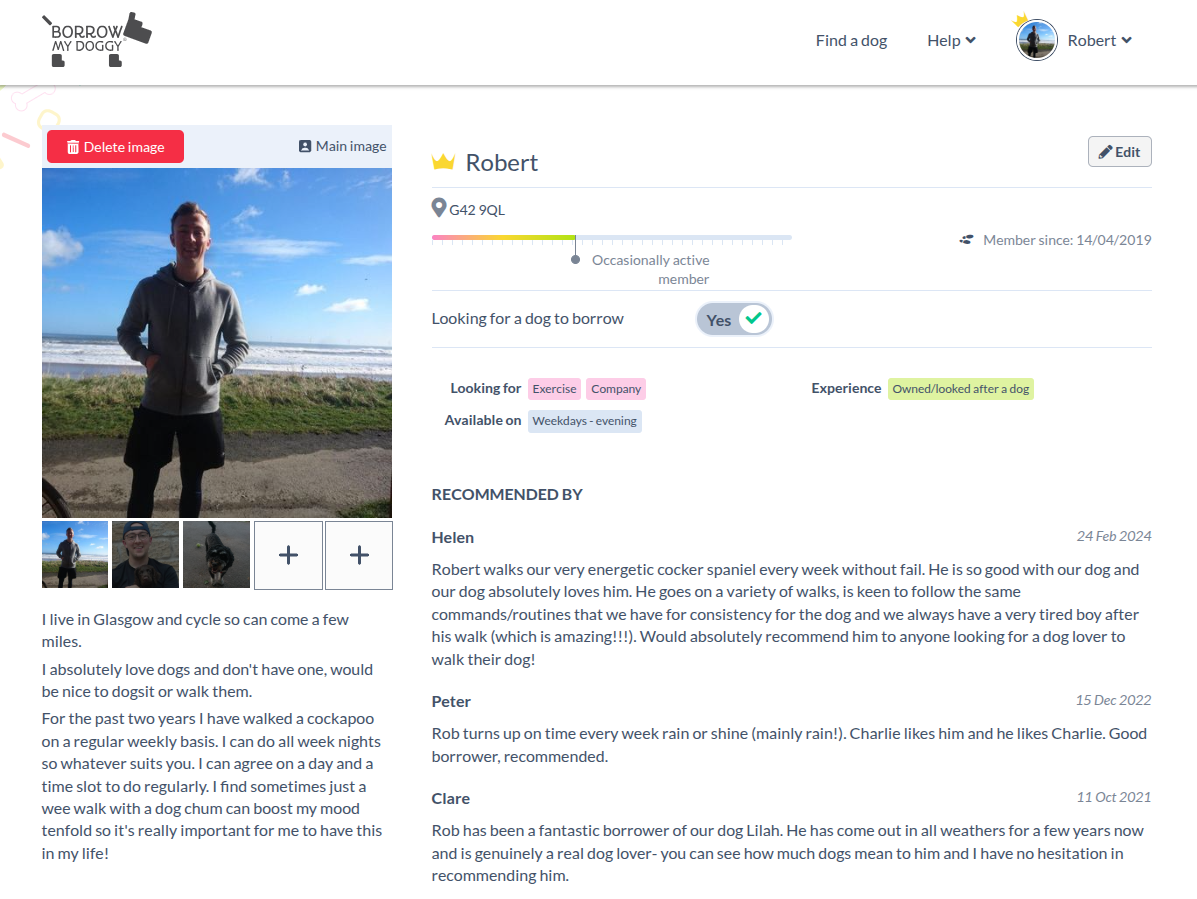 BORROW
MY DOGGY
Find a dog
Help
Robert
Delete image
Main image
Robert
Edit
G42 9QL
Member since: 14/04/2019
Occasionally active
member
Looking for a dog to borrow
Yes
Looking for Exercise Company
Experience Owned/looked after a dog
Available on Weekdays - evening
RECOMMENDED BY
Helen
24 Feb 2024
Robert walks our very energetic cocker spaniel every week without fail. He is so good with our dog and
our dog absolutely loves him. He goes on a variety of walks, is keen to follow the same
commands/routines that we have for consistency for the dog and we always have a very tired boy after
his walk (which is amazing!!!). Would absolutely recommend him to anyone looking for a dog lover to
walk their dog!
Peter
15 Dec 2022
Rob turns up on time every week rain or shine (mainly rain!). Charlie likes him and he likes Charlie. Good
borrower, recommended.
Clare
11 Oct 2021
Rob has been a fantastic borrower of our dog Lilah. He has come out in all weathers for a few years now
and is genuinely a real dog lover- you can see how much dogs mean to him and I have no hesitation in
recommending him.
I live in Glasgow and cycle so can come a few
miles.
I absolutely love dogs and don't have one, would
be nice to dogsit or walk them.
For the past two years I have walked a cockapoo
on a regular weekly basis. I can do all week nights
so whatever suits you. I can agree on a day and a
time slot to do regularly. I find sometimes just a
wee walk with a dog chum can boost my mood
tenfold so it's really important for me to have this
in my life!